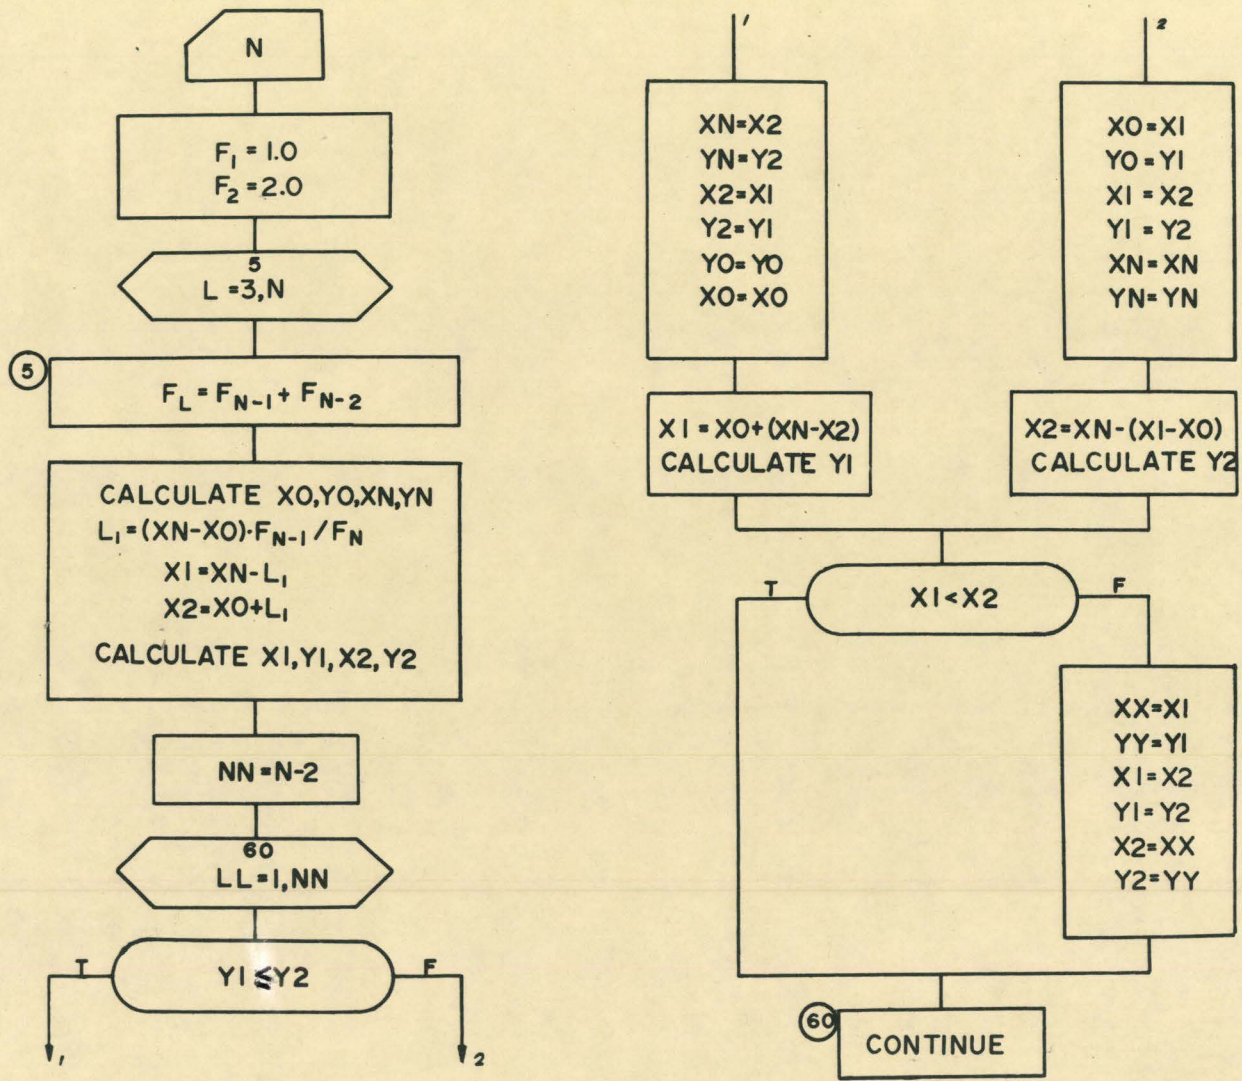 N
F₁ = 1.0
F₂ = 2.0
5
L = 3, N
5
F_L = F_N-1 + F_N-2
CALCULATE XO, YO, XN, YN
L₁ = (XN-XO)·F_N-1 / F_N
X1 = XN-L₁
X2 = XO+L₁
CALCULATE X1, Y1, X2, Y2
NN = N-2
60
LL = 1, NN
T
Y1 ≤ Y2
F
1
2
1
XN=X2
YN=Y2
X2=X1
Y2=Y1
YO=YO
XO=XO
X1 = XO+(XN-X2)
CALCULATE Y1
2
XO=X1
YO=Y1
X1 = X2
Y1 = Y2
XN=XN
YN=YN
X2=XN-(X1-XO)
CALCULATE Y2
T
X1<X2
F
XX=X1
YY=Y1
X1=X2
Y1=Y2
X2=XX
Y2=YY
60
CONTINUE